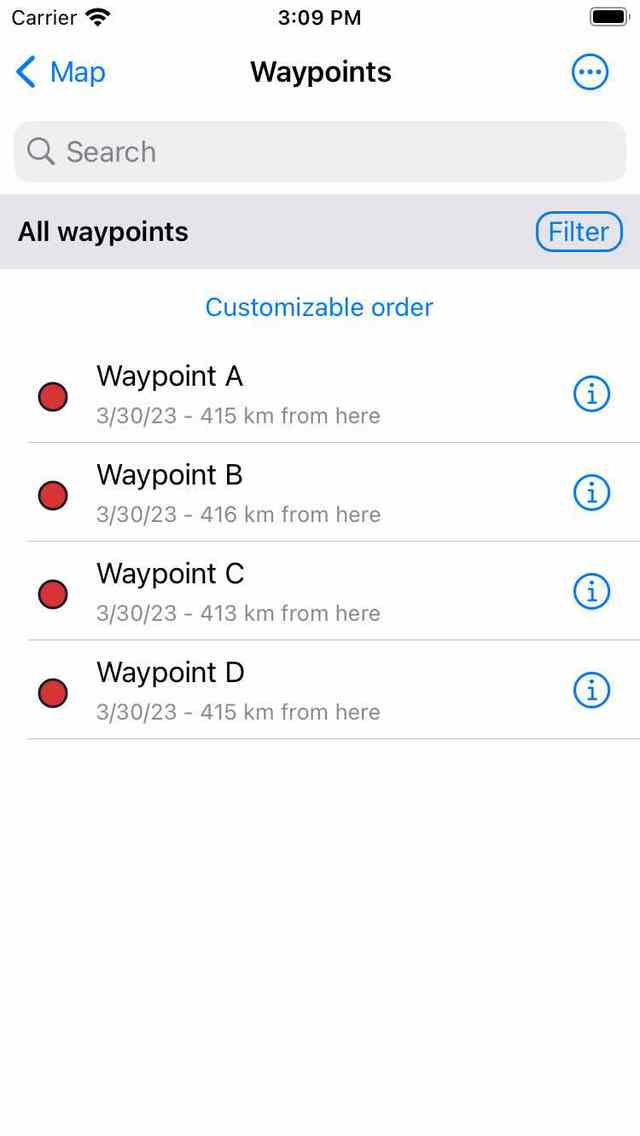 Carrier 3:09 PM
Map Waypoints
Search
All waypoints Filter
Customizable order
Waypoint A
3/30/23 - 415 km from here
Waypoint B
3/30/23 - 416 km from here
Waypoint C
3/30/23 - 413 km from here
Waypoint D
3/30/23 - 415 km from here